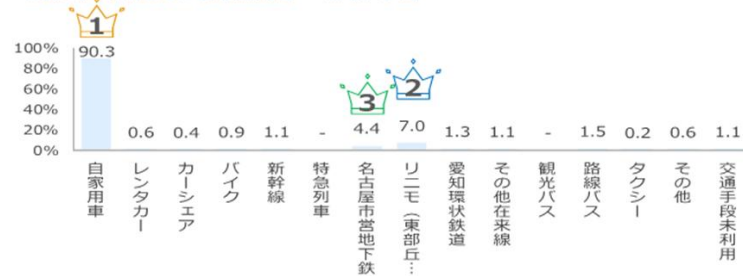 1
2
3
100%
80%
60%
40%
20%
0%
90.3
0.6
0.4
0.9
1.1
-
4.4
7.0
1.3
1.1
-
1.5
0.2
0.6
1.1
自家用車
レンタカー
カーシェア
バイク
新幹線
特急列車
名古屋市営地下鉄
リニモ（東部丘…
愛知環状鉄道
その他在来線
観光バス
路線バス
タクシー
その他
交通手段未利用